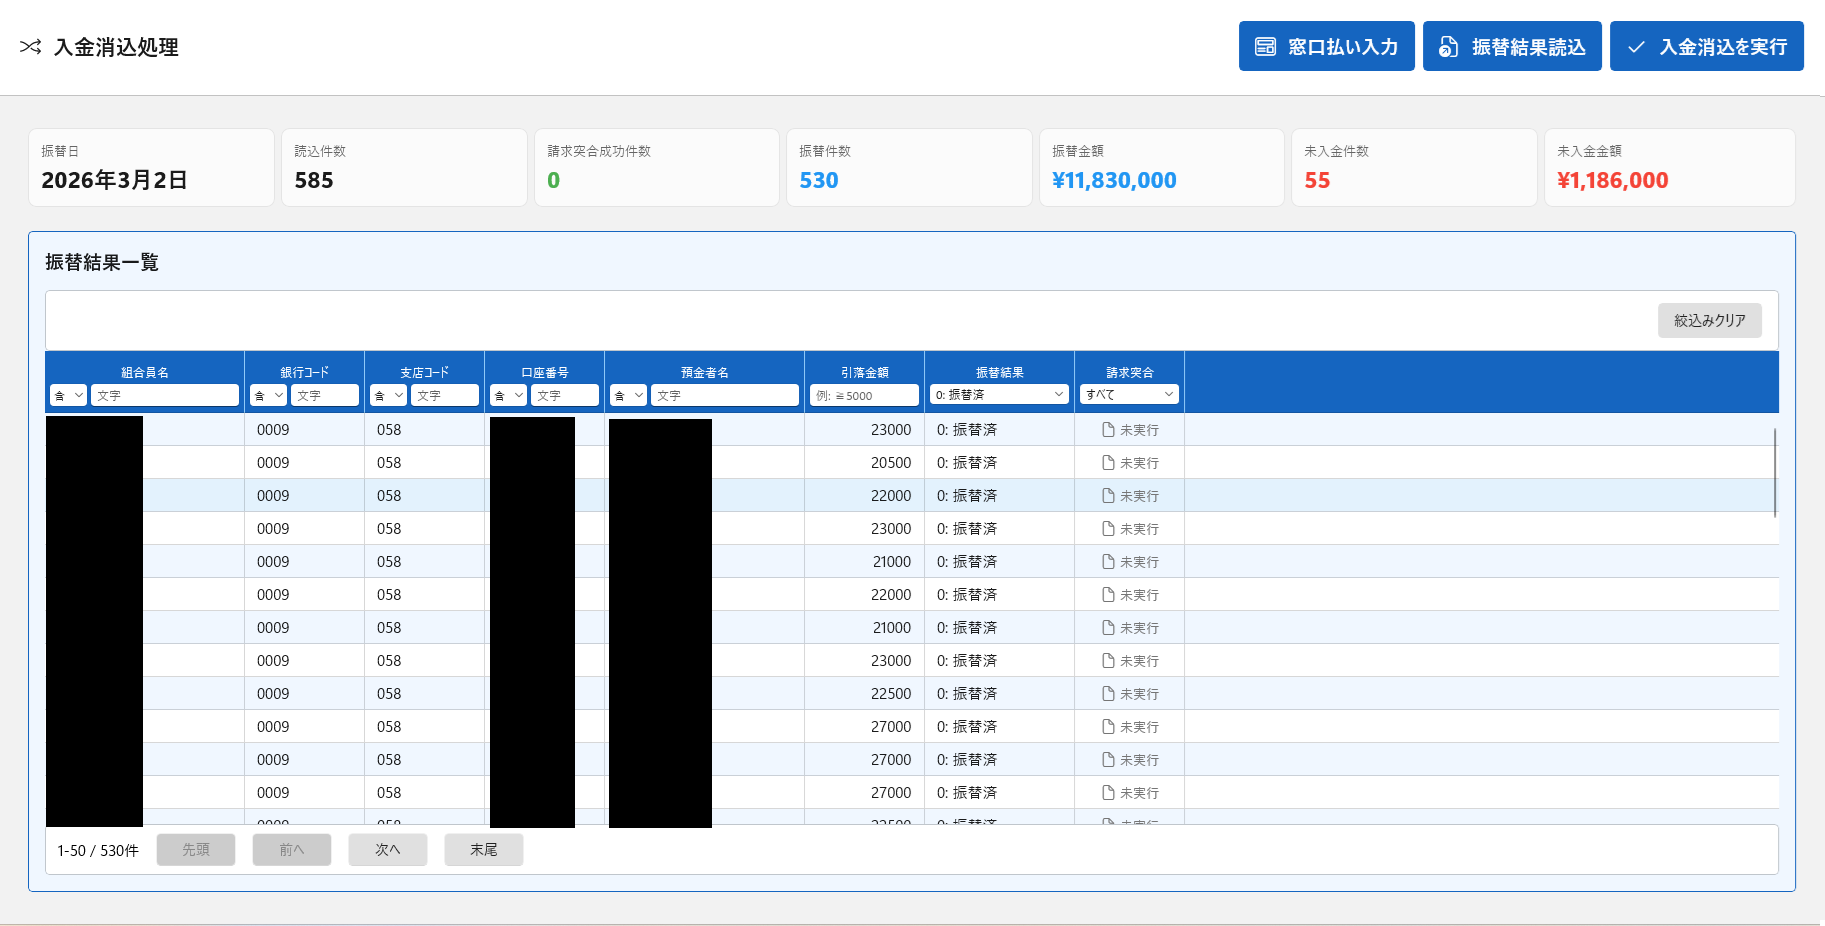 入金消込処理
窓口払い入力
振替結果読込
入金消込を実行
振替日
2026年3月2日
読込件数
585
請求突合成功件数
0
振替件数
530
振替金額
¥11,830,000
未入金件数
55
未入金金額
¥1,186,000
振替結果一覧
絞込みクリア
組合員名 銀行コード 支店コード 口座番号 預金者名 引落金額 振替結果 請求突合
含 文字 含 文字 含 文字 含 文字 含 文字 例: ≧5000 0: 振替済 すべて
0009 058 23000 0: 振替済 未実行
0009 058 20500 0: 振替済 未実行
0009 058 22000 0: 振替済 未実行
0009 058 23000 0: 振替済 未実行
0009 058 21000 0: 振替済 未実行
0009 058 22000 0: 振替済 未実行
0009 058 21000 0: 振替済 未実行
0009 058 23000 0: 振替済 未実行
0009 058 22500 0: 振替済 未実行
0009 058 27000 0: 振替済 未実行
0009 058 27000 0: 振替済 未実行
0009 058 27000 0: 振替済 未実行
1-50 / 530件 先頭 前へ 次へ 末尾